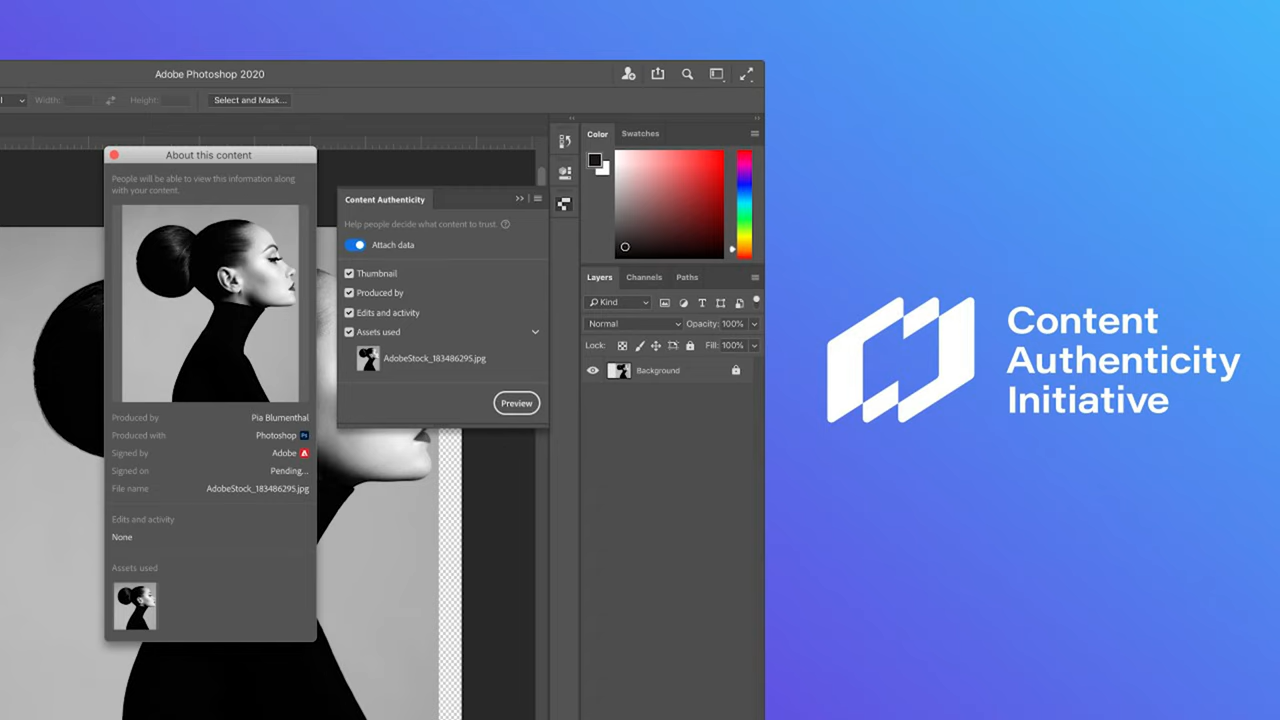 Adobe Photoshop 2020
Width:
Height:
Select and Mask...
About this content
People will be able to view this information along
with your content.
Produced by Pia Blumenthal
Produced with Photoshop Ps
Signed by Adobe
Signed on Pending...
File name AdobeStock_183486295.jpg
Edits and activity
None
Assets used
Content Authenticity
Help people decide what content to trust. ?
Attach data
Thumbnail
Produced by
Edits and activity
Assets used
AdobeStock_183486295.jpg
Preview
Color Swatches
Layers Channels Paths
Kind
Normal Opacity: 100%
Lock: Fill: 100%
Background
Content
Authenticity
Initiative